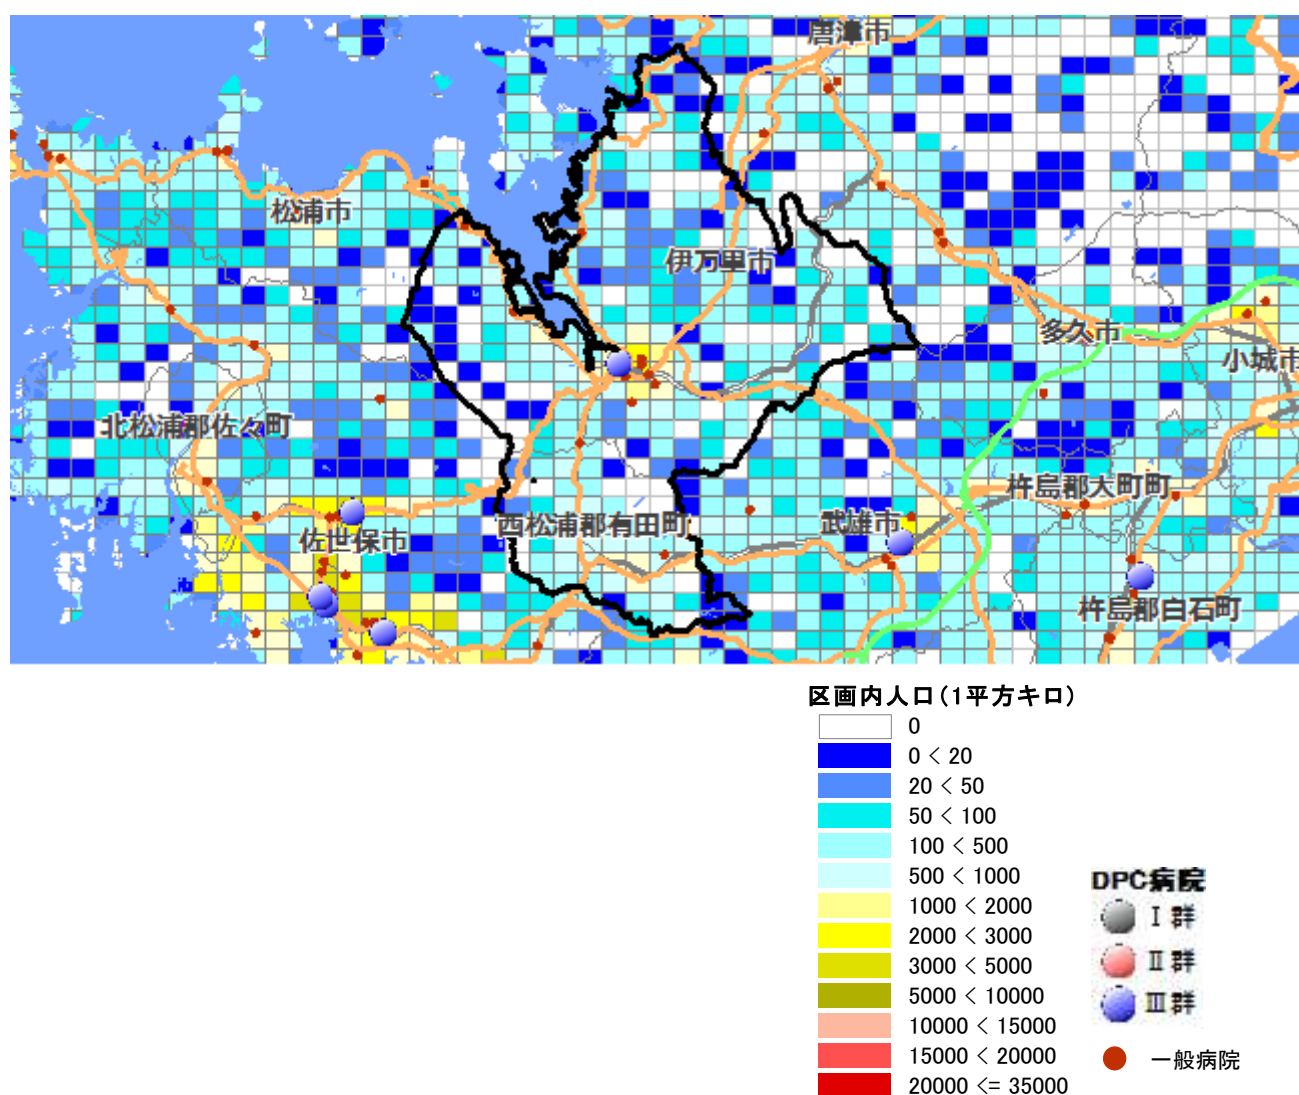 唐津市
松浦市
伊万里市
多久市
小城市
北松浦郡佐々町
杵島郡大町町
西松浦郡有田町
武雄市
佐世保市
杵島郡白石町
区画内人口(1平方キロ)
0
0 < 20
20 < 50
50 < 100
100 < 500
500 < 1000
1000 < 2000
2000 < 3000
3000 < 5000
5000 < 10000
10000 < 15000
15000 < 20000
20000 <= 35000
DPC病院
Ⅰ群
Ⅱ群
Ⅲ群
一般病院